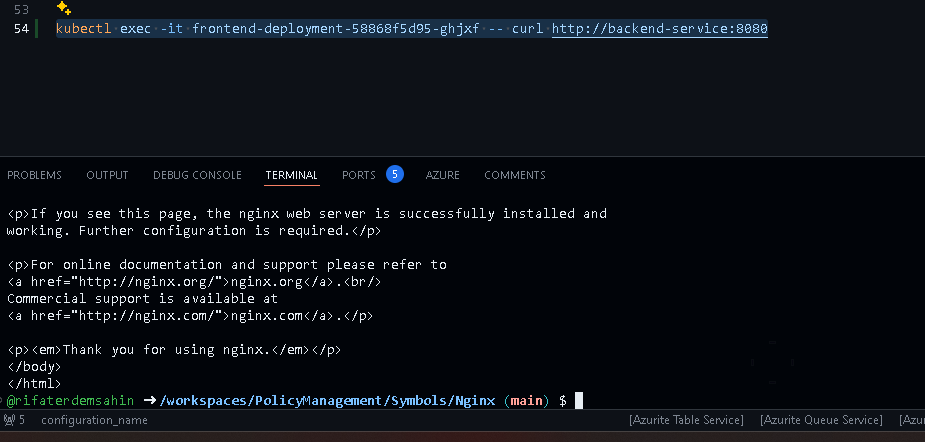 53
54 kubectl exec -it frontend-deployment-58868f5d95-ghjxf -- curl http://backend-service:8080
PROBLEMS OUTPUT DEBUG CONSOLE TERMINAL PORTS 5 AZURE COMMENTS
<p>If you see this page, the nginx web server is successfully installed and
working. Further configuration is required.</p>
<p>For online documentation and support please refer to
<a href="http://nginx.org/">nginx.org</a>.<br/>
Commercial support is available at
<a href="http://nginx.com/">nginx.com</a>.</p>
<p><em>Thank you for using nginx.</em></p>
</body>
</html>
@rifaterdemsahin ➜ /workspaces/PolicyManagement/Symbols/Nginx (main) $
5 configuration_name [Azurite Table Service] [Azurite Queue Service] [Azu